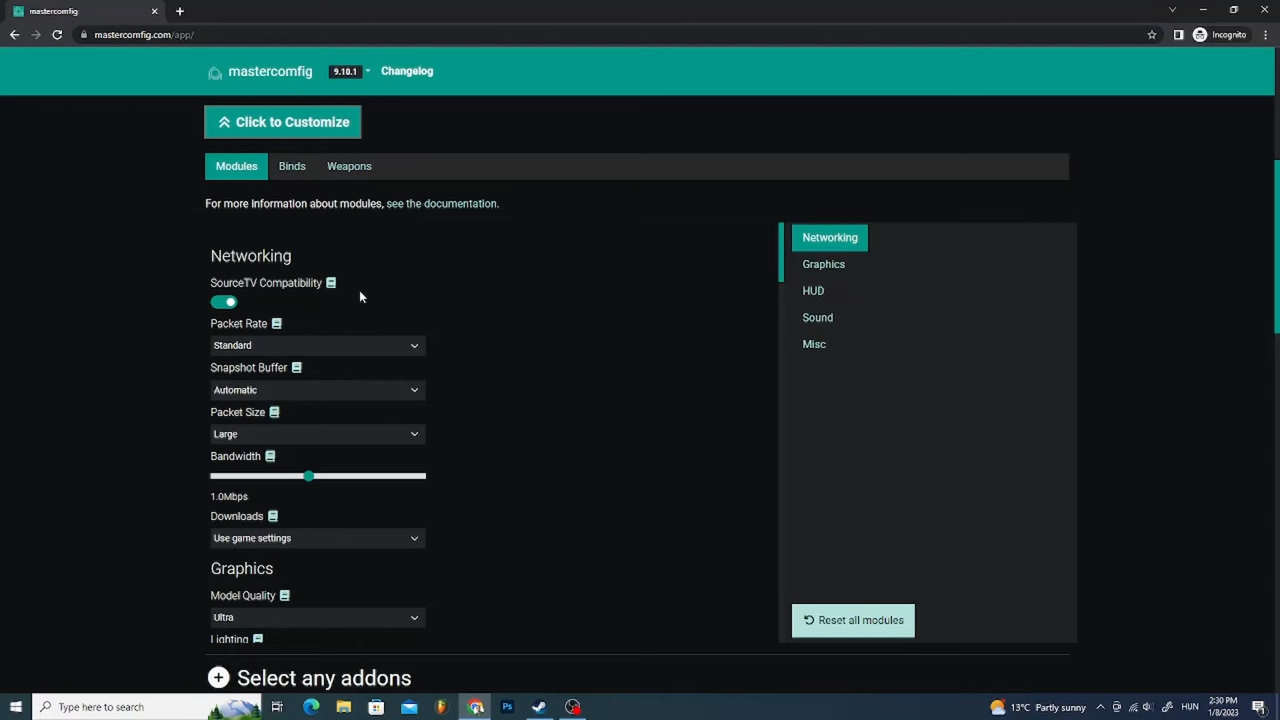 mastercomfig
mastercomfig.com/app/
Incognito
mastercomfig
9.10.1
Changelog
Click to Customize
Modules
Binds
Weapons
For more information about modules, see the documentation.
Networking
SourceTV Compatibility
Packet Rate
Standard
Snapshot Buffer
Automatic
Packet Size
Large
Bandwidth
1.0Mbps
Downloads
Use game settings
Graphics
Model Quality
Ultra
Lighting
Networking
Graphics
HUD
Sound
Misc
Reset all modules
Select any addons
Type here to search
13°C Partly sunny
HUN
2:30 PM
1/8/2023